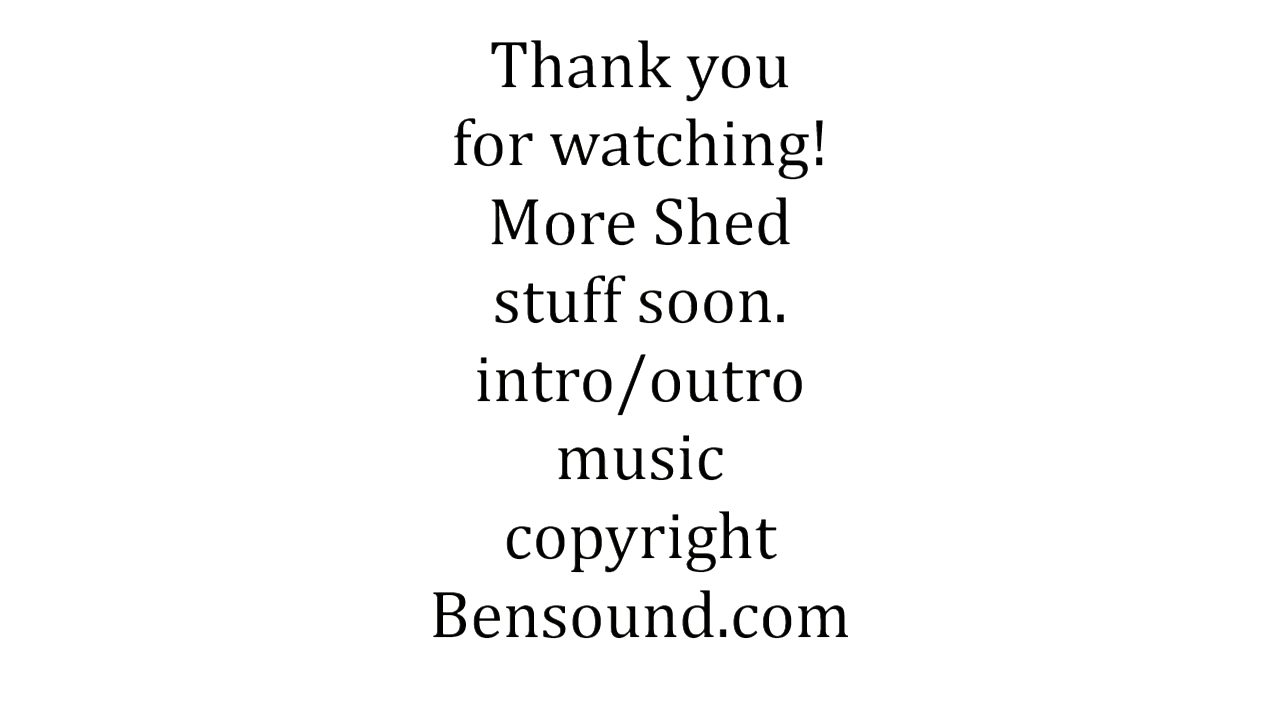 Thank you
for watching!
More Shed
stuff soon.
intro/outro
music
copyright
Bensound.com